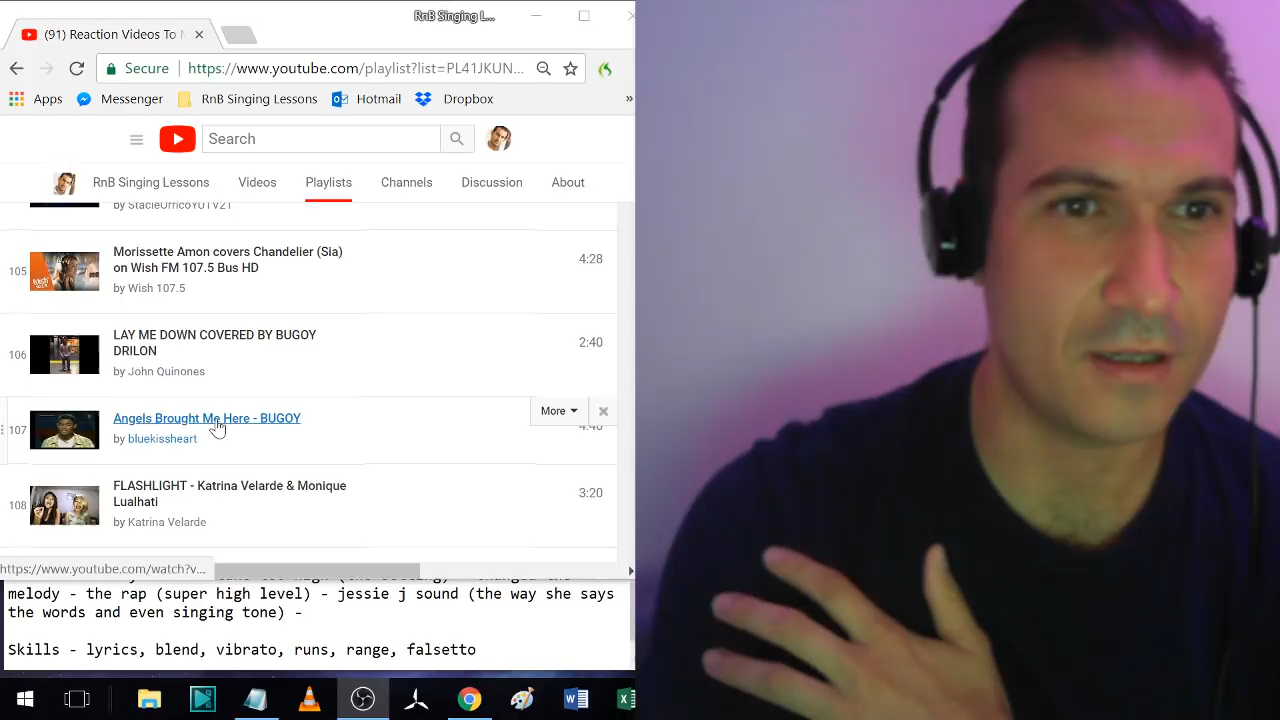 RnB Singing L...
(91) Reaction Videos To
Secure
https://www.youtube.com/playlist?list=PL41JKUN...
Apps
Messenger
RnB Singing Lessons
Hotmail
Dropbox
»
Search
RnB Singing Lessons
Videos
Playlists
Channels
Discussion
About
by StacieOrricoYUTV21
105
Morissette Amon covers Chandelier (Sia)
on Wish FM 107.5 Bus HD
by Wish 107.5
4:28
106
LAY ME DOWN COVERED BY BUGOY
DRILON
by John Quinones
2:40
107
Angels Brought Me Here - BUGOY
by bluekissheart
More
108
FLASHLIGHT - Katrina Velarde & Monique
Lualhati
by Katrina Velarde
3:20
https://www.youtube.com/watch?v...
melody - the rap (super high level) - jessie j sound (the way she says
the words and even singing tone) -
Skills - lyrics, blend, vibrato, runs, range, falsetto